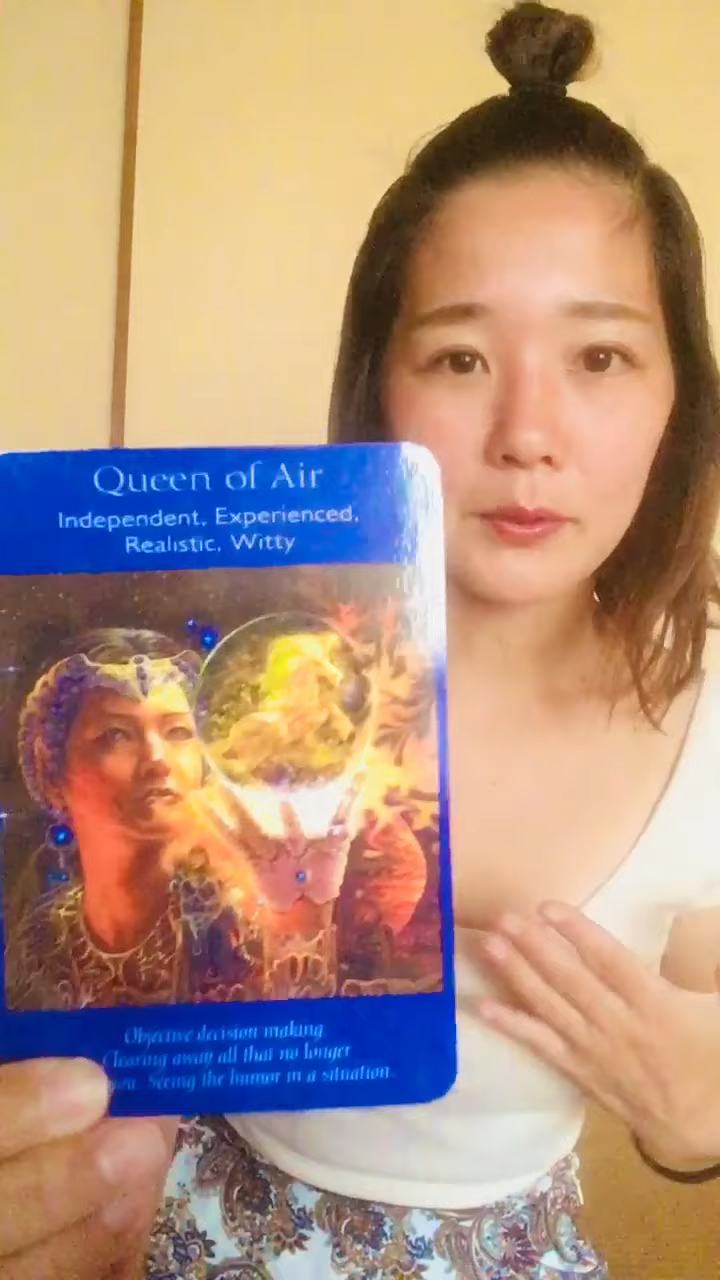 Queen of Air
Independent, Experienced,
Realistic, Witty
Objective decision making
Clearing away all that no longer
you. Seeing the humor in a situation.